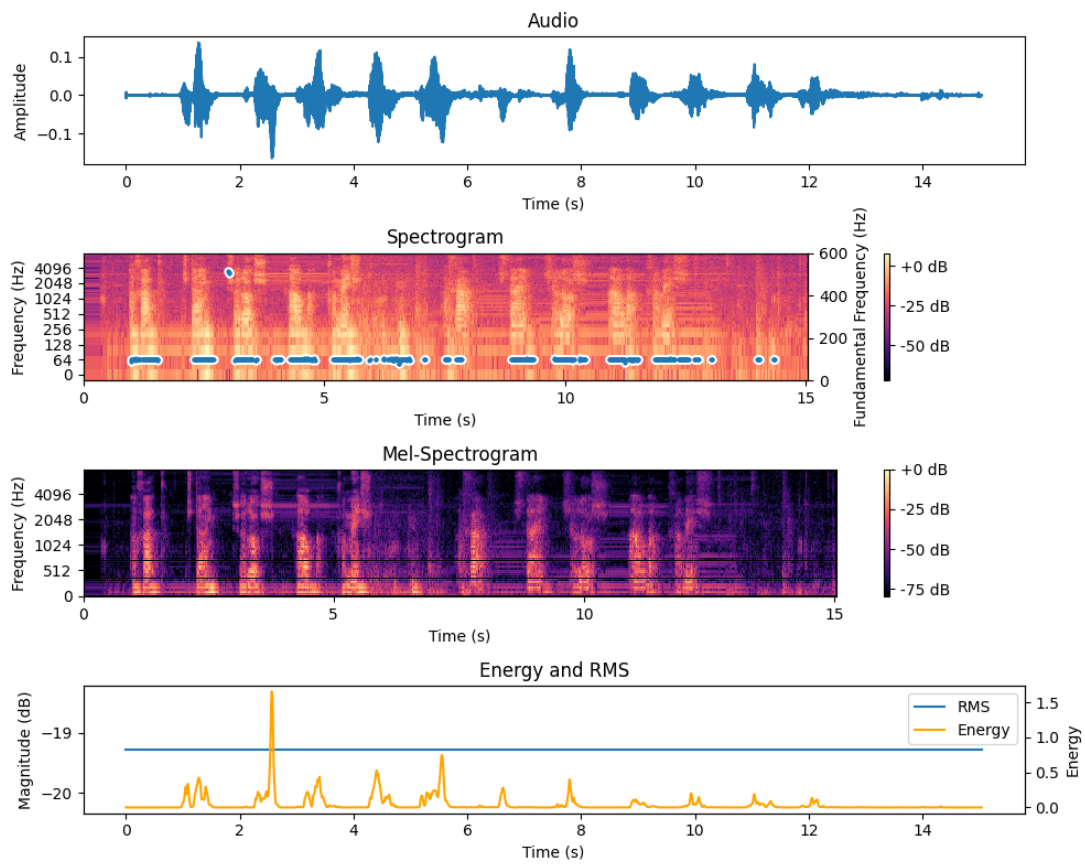 Audio
0.1
0.0
−0.1
Amplitude
0 2 4 6 8 10 12 14
Time (s)
Spectrogram
4096
2048
1024
512
256
128
64
0
Frequency (Hz)
600
400
200
0
Fundamental Frequency (Hz)
+0 dB
-25 dB
-50 dB
0 5 10 15
Time (s)
Mel-Spectrogram
4096
2048
1024
512
0
Frequency (Hz)
+0 dB
-25 dB
-50 dB
-75 dB
0 5 10 15
Time (s)
Energy and RMS
−19
−20
Magnitude (dB)
RMS
Energy
1.5
1.0
0.5
0.0
Energy
0 2 4 6 8 10 12 14
Time (s)